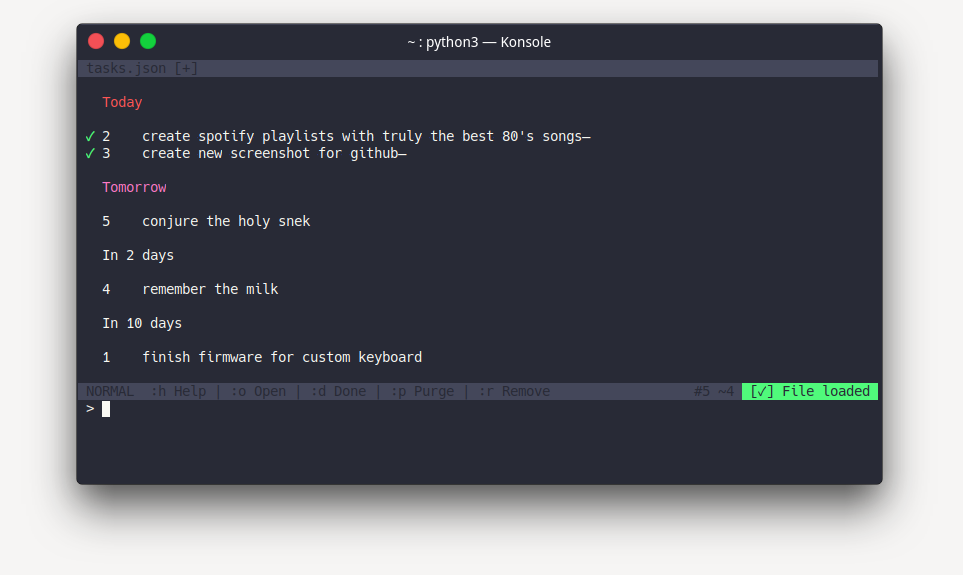 ~ : python3 — Konsole
tasks.json [+]
Today
✓ 2 create spotify playlists with truly the best 80's songs—
✓ 3 create new screenshot for github—
Tomorrow
5 conjure the holy snek
In 2 days
4 remember the milk
In 10 days
1 finish firmware for custom keyboard
NORMAL :h Help | :o Open | :d Done | :p Purge | :r Remove #5 ~4 [✓] File loaded
>